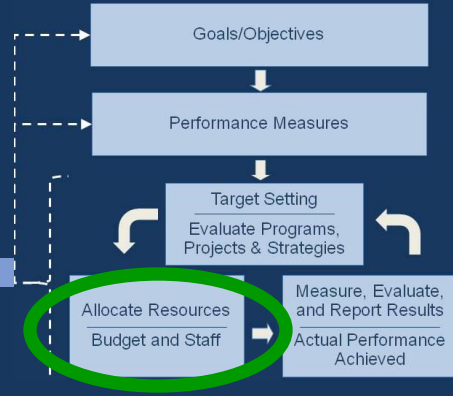 Goals/Objectives
Performance Measures
Target Setting
Evaluate Programs,
Projects & Strategies
Allocate Resources
Budget and Staff
Measure, Evaluate,
and Report Results
Actual Performance
Achieved